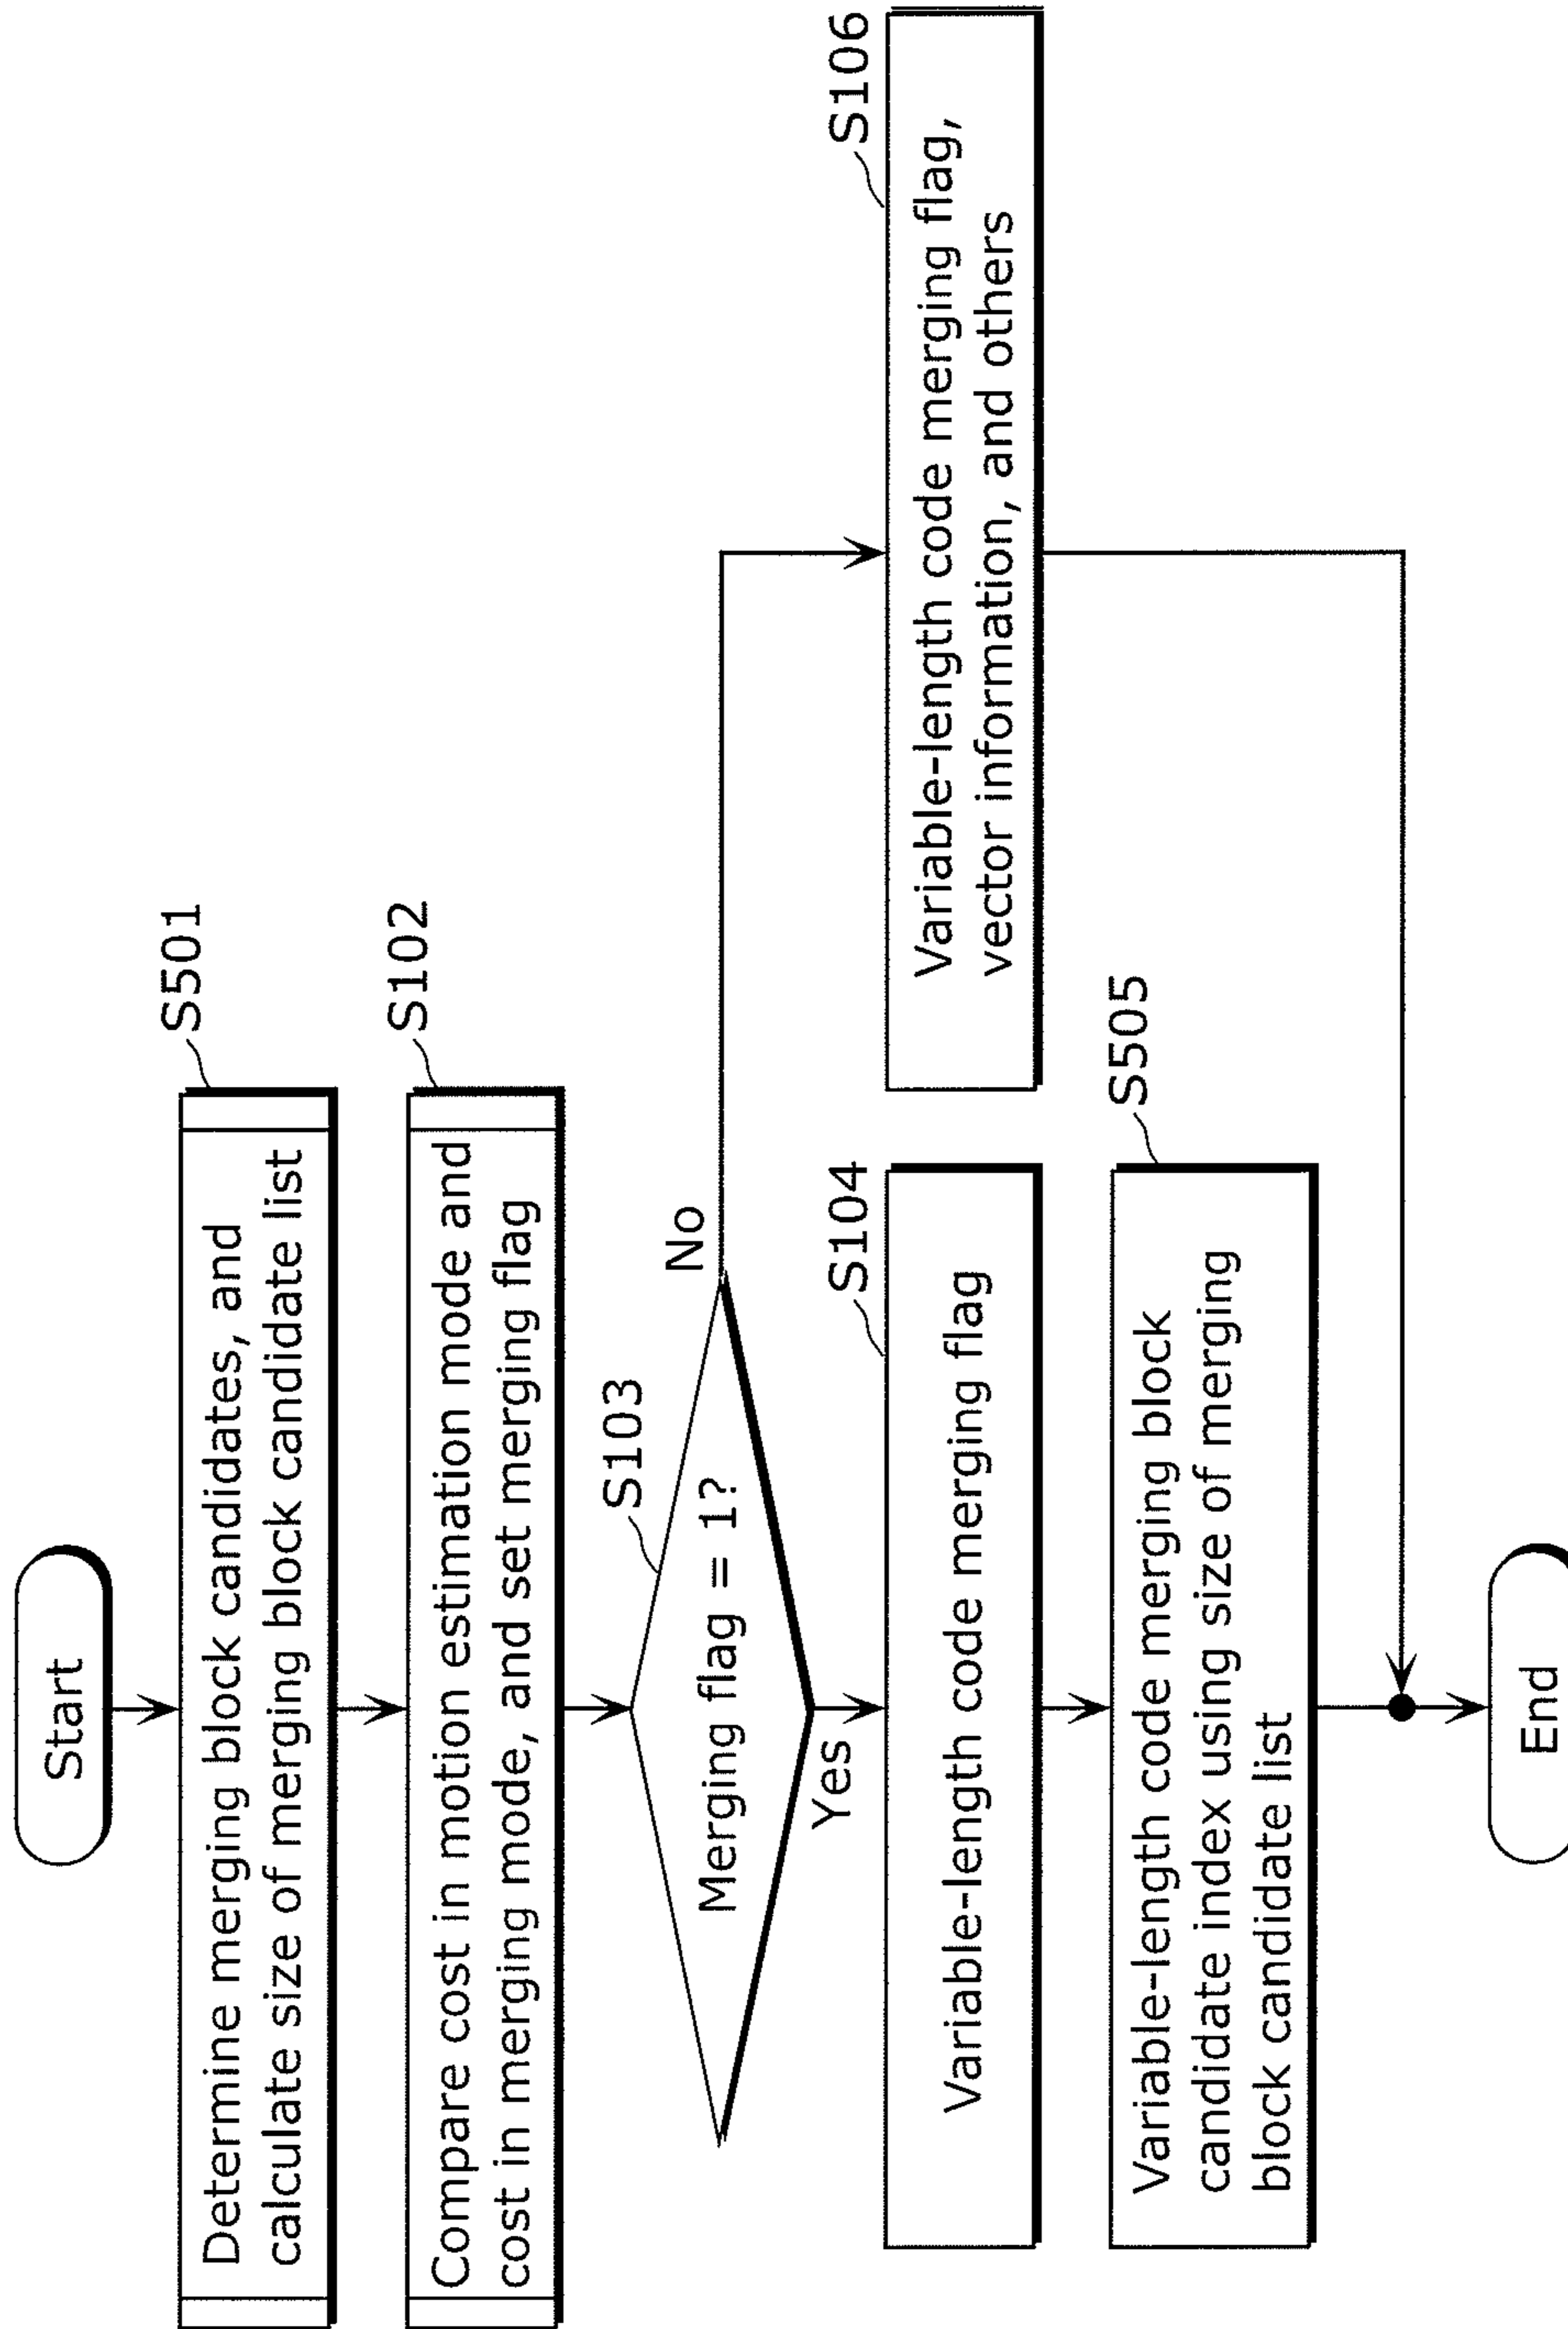 Start
S501
Determine merging block candidates, and
calculate size of merging block candidate list
S102
Compare cost in motion estimation mode and
cost in merging mode, and set merging flag
S103
Merging flag = 1?
No
Yes
S104
Variable-length code merging flag
S106
Variable-length code merging flag,
vector information, and others
S505
Variable-length code merging block
candidate index using size of merging
block candidate list
End